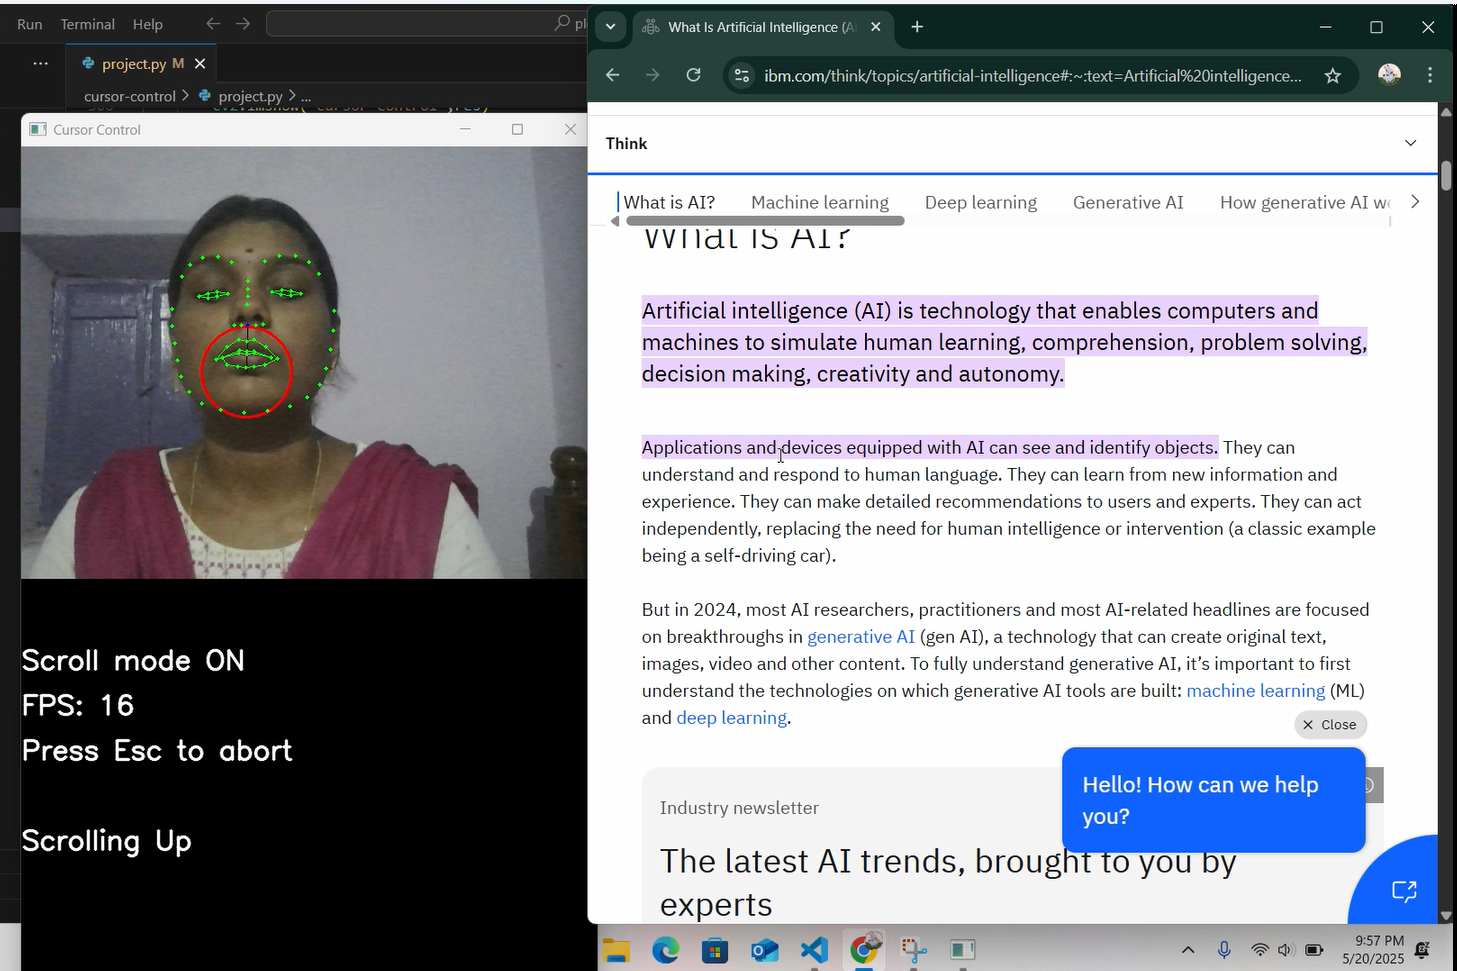 Run Terminal Help
project.py M
cursor-control > project.py > ...
Cursor Control
Scroll mode ON
FPS: 16
Press Esc to abort
Scrolling Up
What Is Artificial Intelligence (A
ibm.com/think/topics/artificial-intelligence#:~:text=Artificial%20intelligence...
Think
What is AI? Machine learning Deep learning Generative AI How generative AI
What is AI?
Artificial intelligence (AI) is technology that enables computers and
machines to simulate human learning, comprehension, problem solving,
decision making, creativity and autonomy.
Applications and devices equipped with AI can see and identify objects. They can
understand and respond to human language. They can learn from new information and
experience. They can make detailed recommendations to users and experts. They can act
independently, replacing the need for human intelligence or intervention (a classic example
being a self-driving car).
But in 2024, most AI researchers, practitioners and most AI-related headlines are focused
on breakthroughs in generative AI (gen AI), a technology that can create original text,
images, video and other content. To fully understand generative AI, it’s important to first
understand the technologies on which generative AI tools are built: machine learning (ML)
and deep learning.
Close
Hello! How can we help
you?
Industry newsletter
The latest AI trends, brought to you by
experts
9:57 PM
5/20/2025